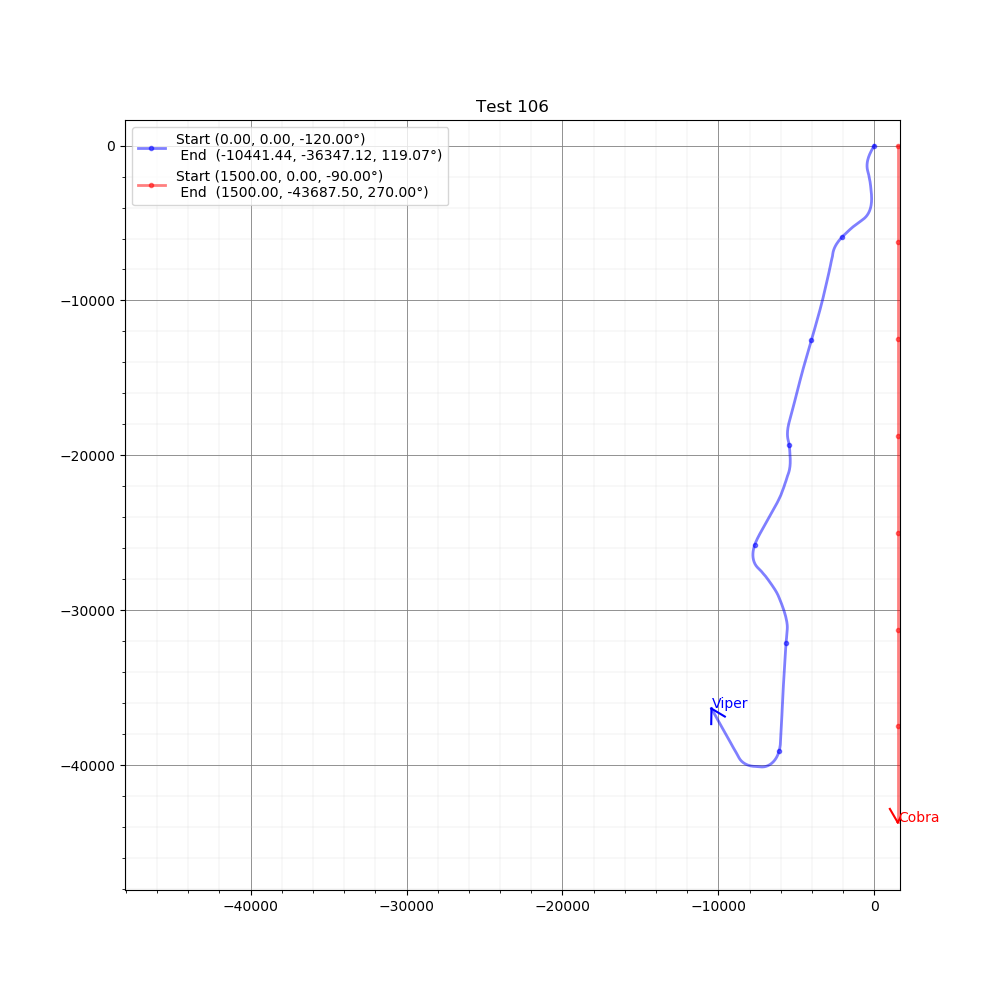 Test 106
Start (0.00, 0.00, -120.00°)
End  (-10441.44, -36347.12, 119.07°)
Start (1500.00, 0.00, -90.00°)
End  (1500.00, -43687.50, 270.00°)
0
−10000
−20000
−30000
−40000
Viper
Cobra
−40000
−30000
−20000
−10000
0